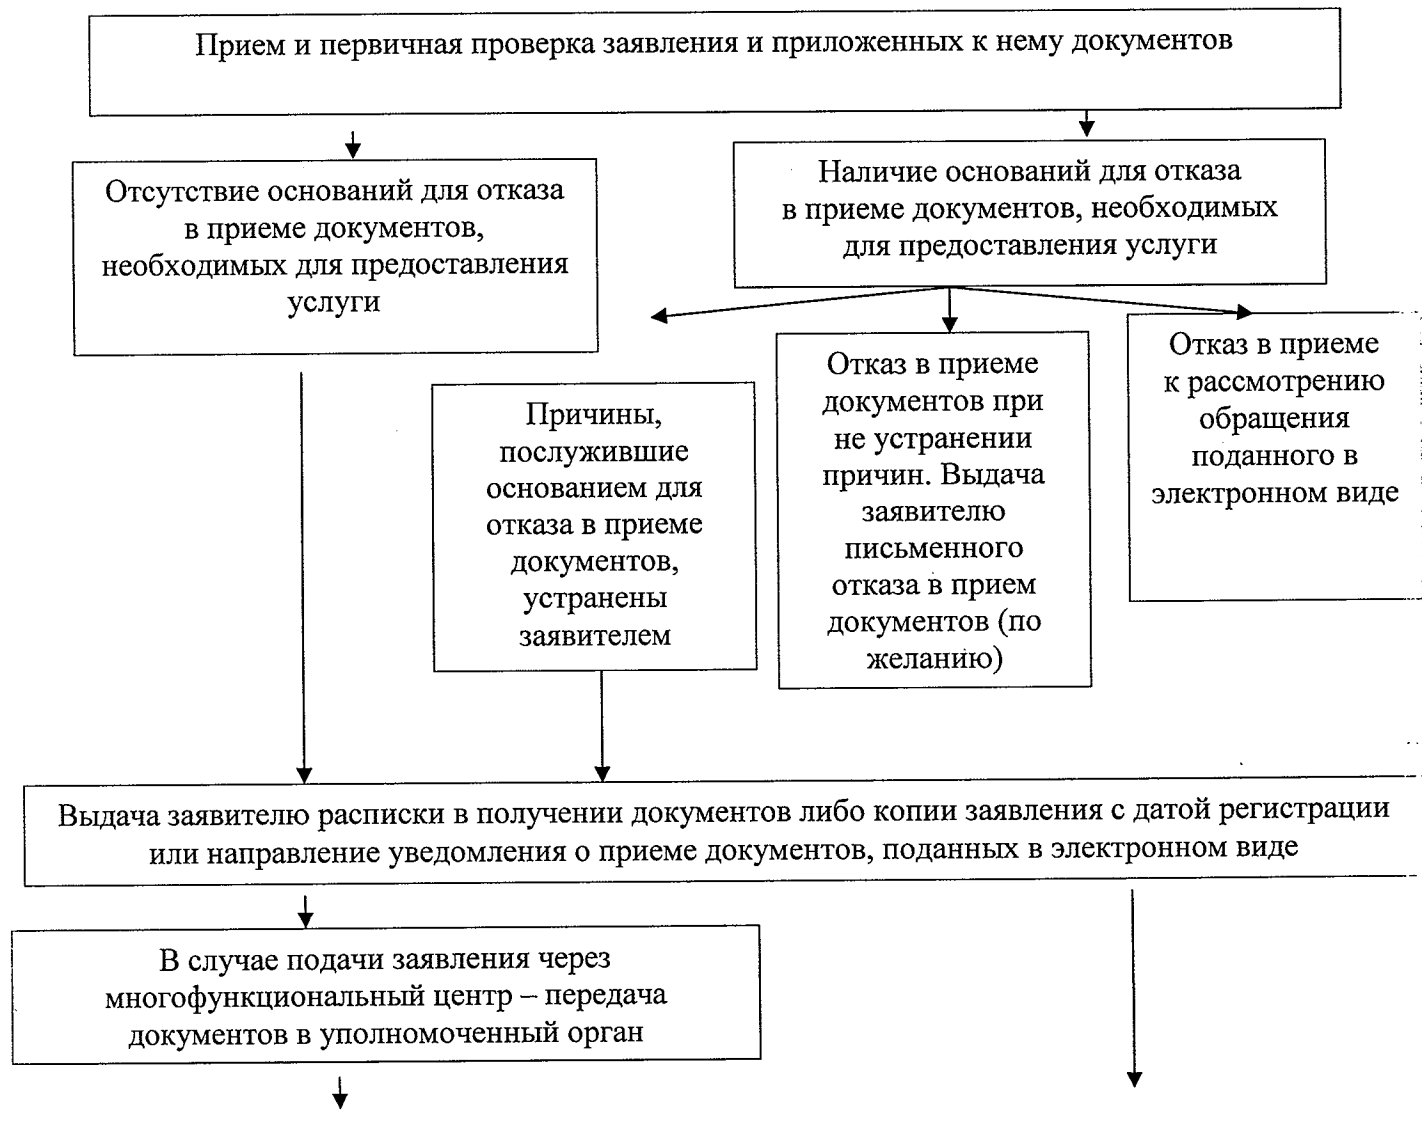 Прием и первичная проверка заявления и приложенных к нему документов
Отсутствие оснований для отказа
в приеме документов,
необходимых для предоставления
услуги
Наличие оснований для отказа
в приеме документов, необходимых
для предоставления услуги
Причины,
послужившие
основанием для
отказа в приеме
документов,
устранены
заявителем
Отказ в приеме
документов при
не устранении
причин. Выдача
заявителю
письменного
отказа в прием
документов (по
желанию)
Отказ в приеме
к рассмотрению
обращения
поданного в
электронном виде
Выдача заявителю расписки в получении документов либо копии заявления с датой регистрации
или направление уведомления о приеме документов, поданных в электронном виде
В случае подачи заявления через
многофункциональный центр – передача
документов в уполномоченный орган